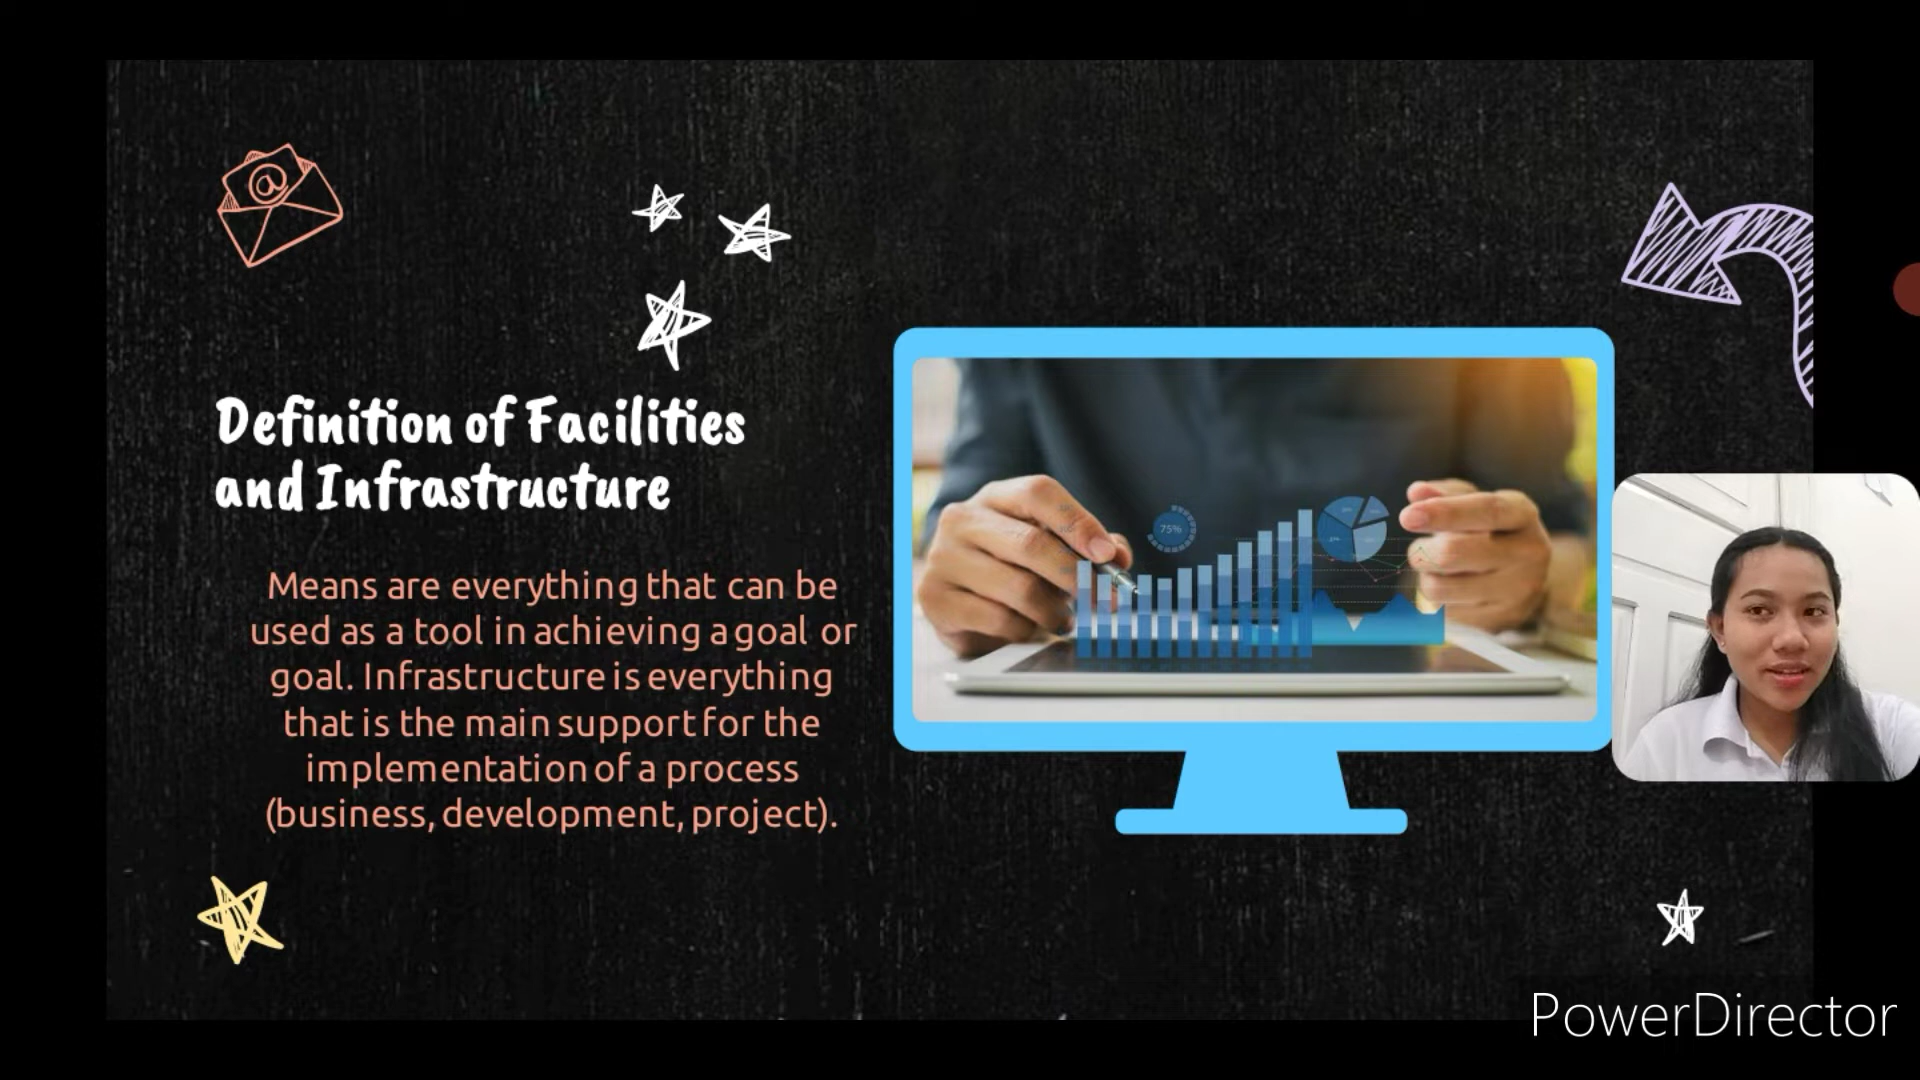 @
Definition of Facilities
and Infrastructure
Means are everything that can be
used as a tool in achieving a goal or
goal. Infrastructure is everything
that is the main support for the
implementation of a process
(business, development, project).
75%
PowerDirector